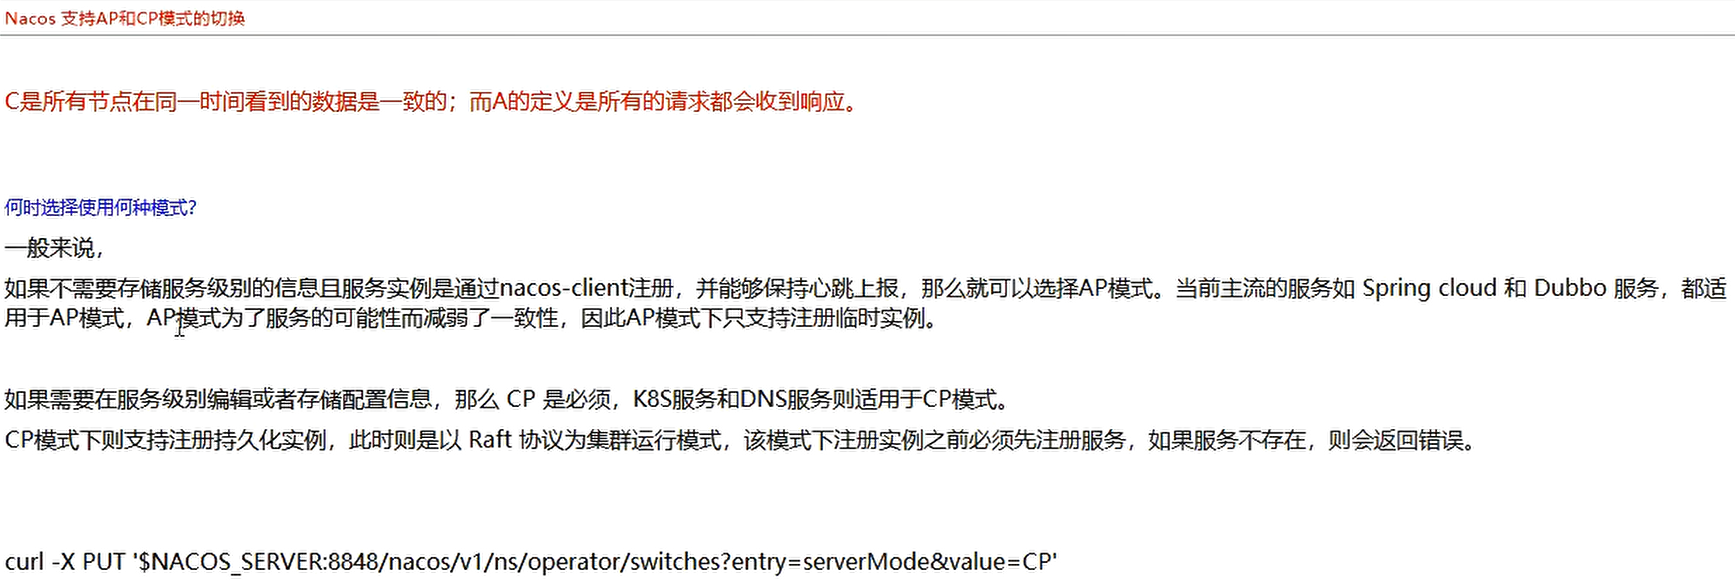 Nacos 支持AP和CP模式的切换
C是所有节点在同一时间看到的数据是一致的；而A的定义是所有的请求都会收到响应。
何时选择使用何种模式？
一般来说，
如果不需要存储服务级别的信息且服务实例是通过nacos-client注册，并能够保持心跳上报，那么就可以选择AP模式。当前主流的服务如 Spring cloud 和 Dubbo 服务，都适
用于AP模式，AP模式为了服务的可能性而减弱了一致性，因此AP模式下只支持注册临时实例。
如果需要在服务级别编辑或者存储配置信息，那么 CP 是必须，K8S服务和DNS服务则适用于CP模式。
CP模式下则支持注册持久化实例，此时则是以 Raft 协议为集群运行模式，该模式下注册实例之前必须先注册服务，如果服务不存在，则会返回错误。
curl -X PUT '$NACOS_SERVER:8848/nacos/v1/ns/operator/switches?entry=serverMode&value=CP'